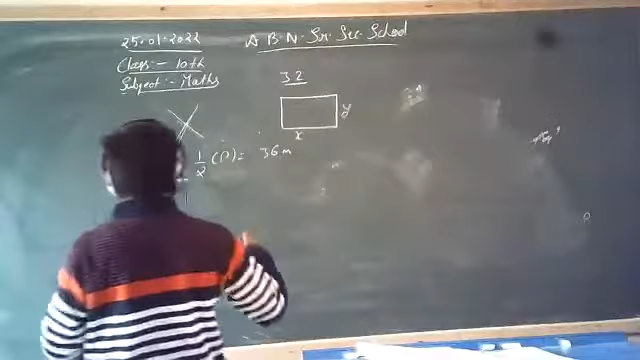 25.01.2022
A B.N. Sr. Sec. School
Class:- 10th
Subject:- Maths
3.2
y
x
1/2 (P) = 36 m